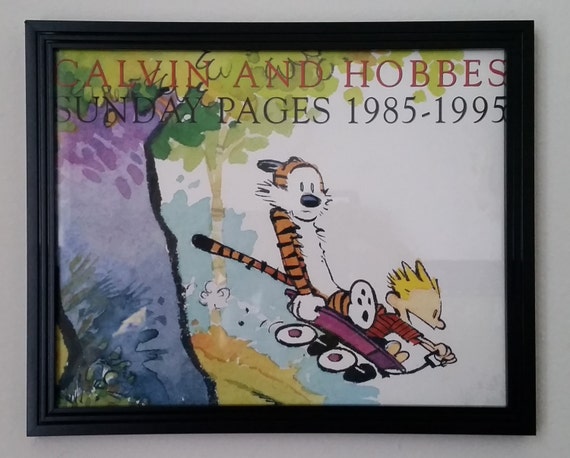 CALVIN AND HOBBES
SUNDAY PAGES 1985-1995